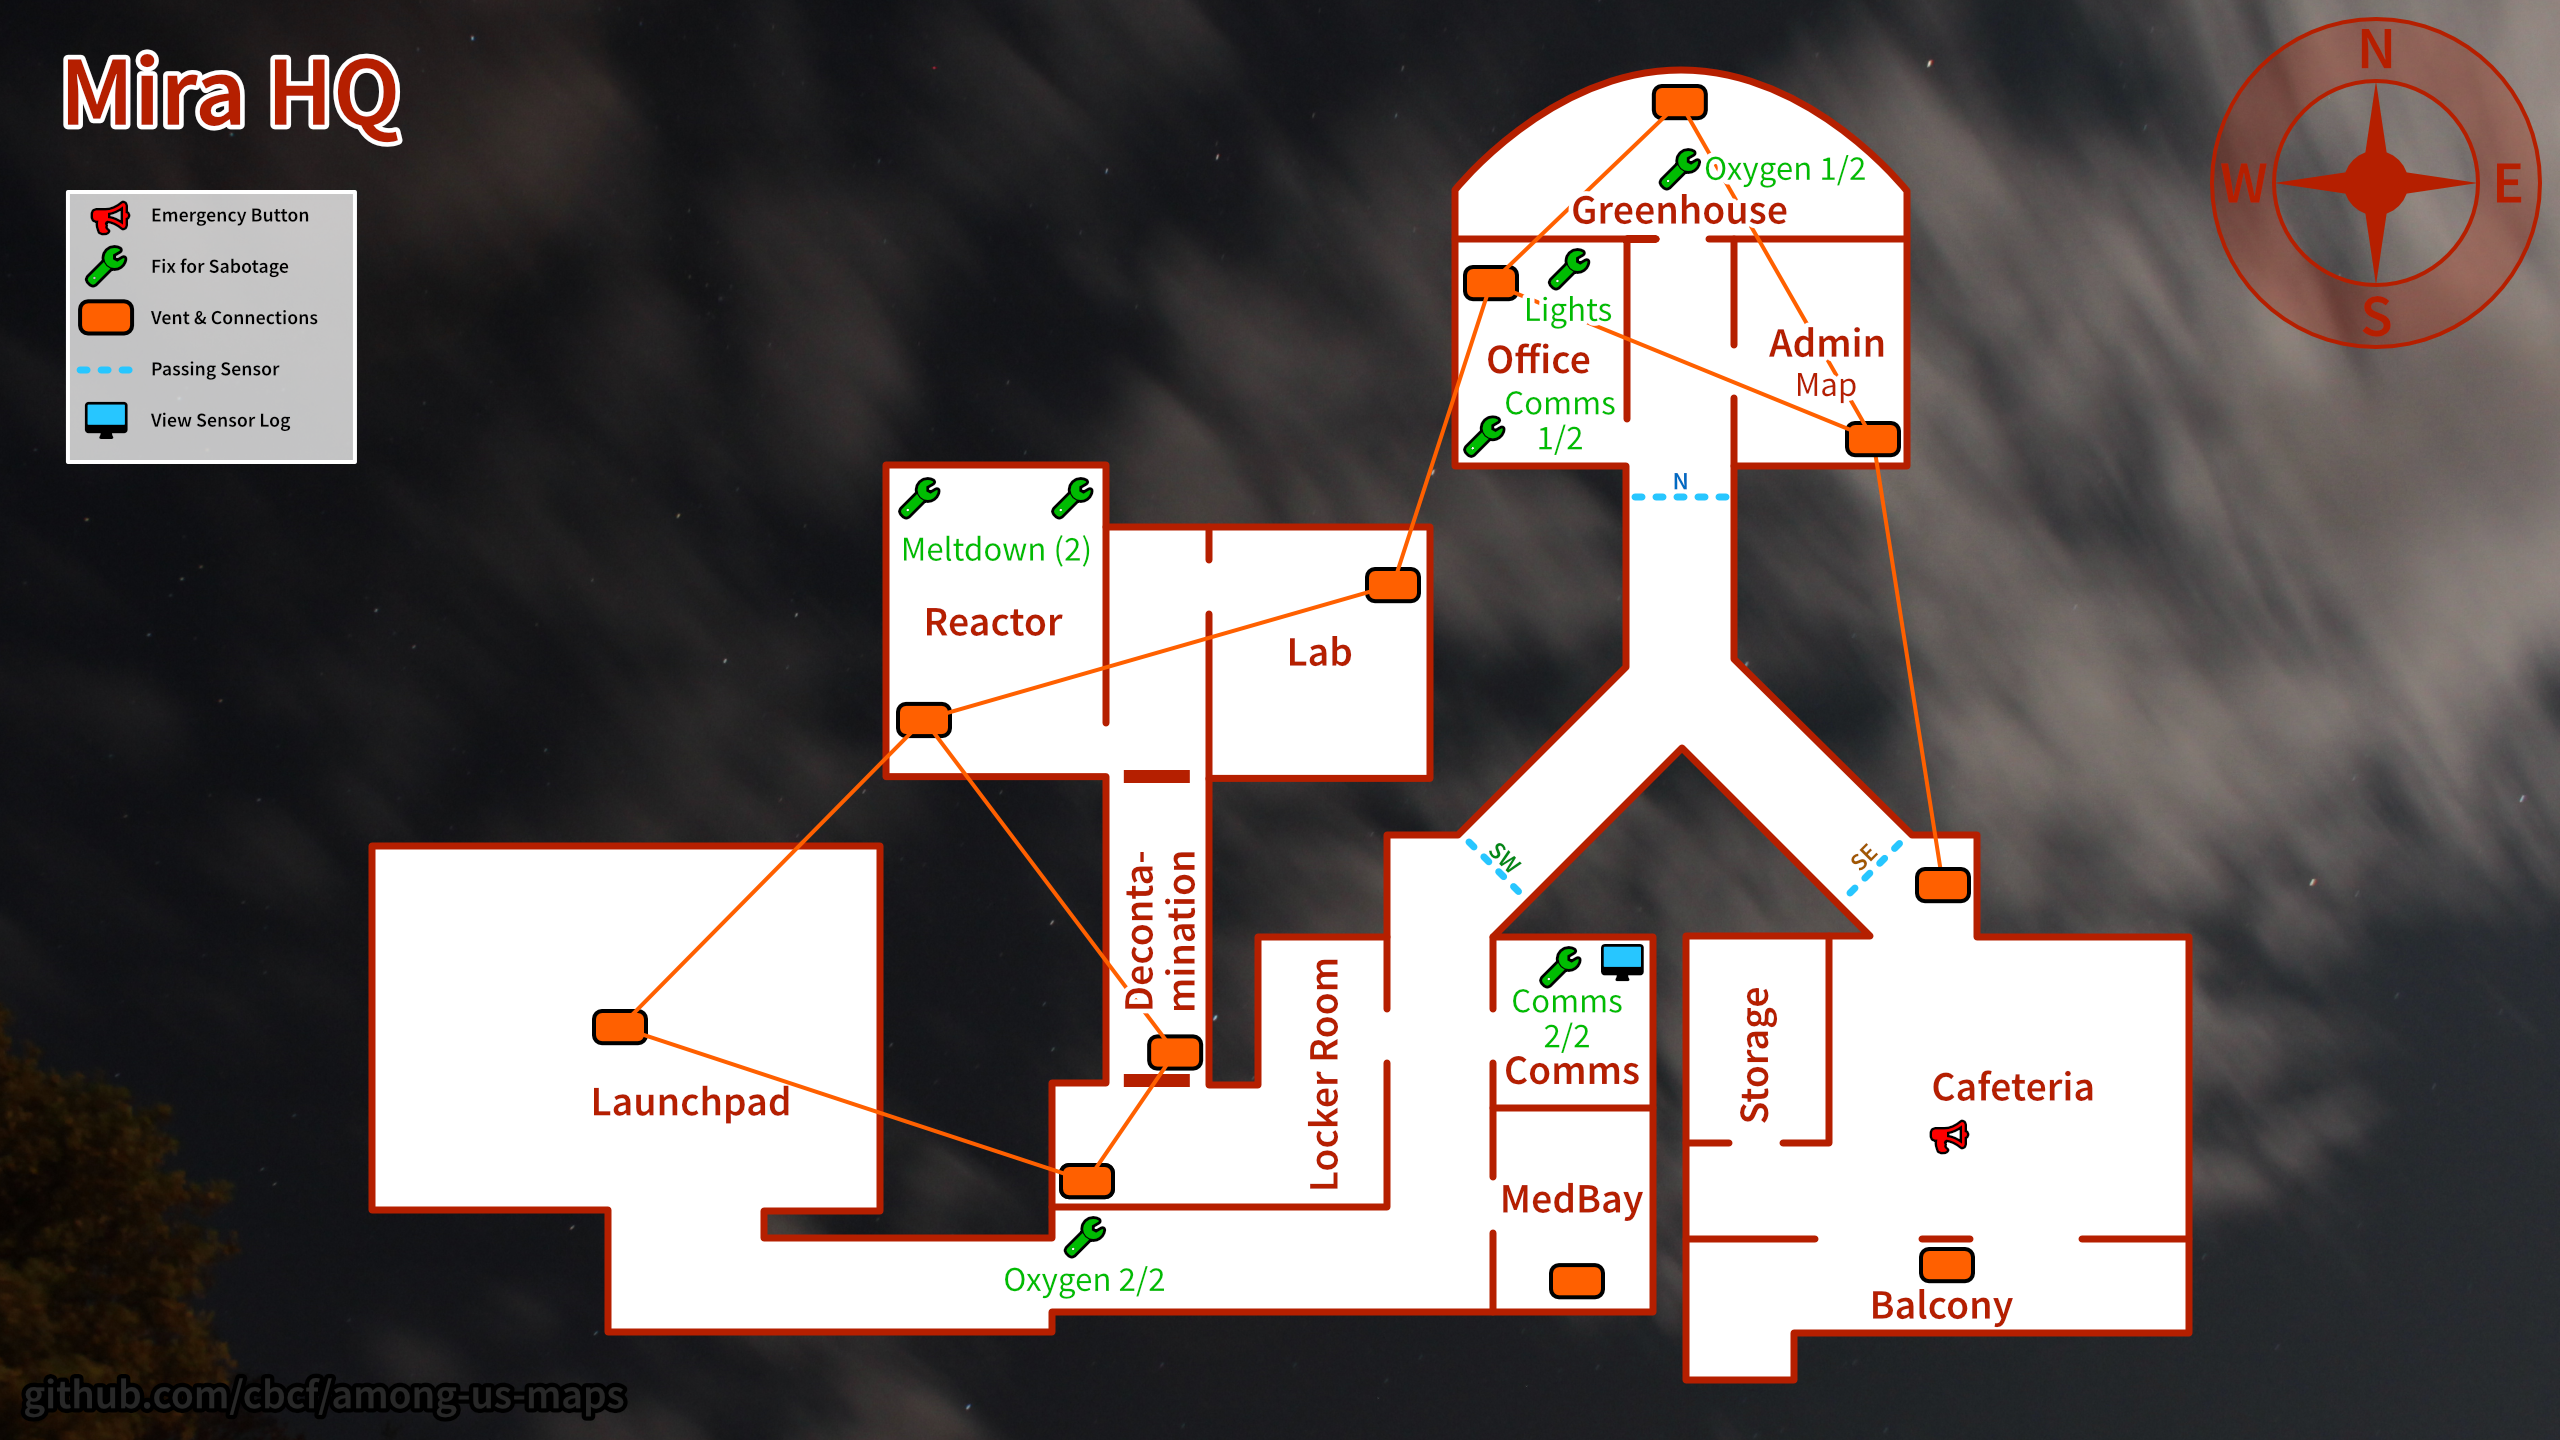 Mira HQ
Emergency Button
Fix for Sabotage
Vent & Connections
Passing Sensor
View Sensor Log
N
W
E
S
Oxygen 1/2
Greenhouse
Lights
Office
Comms
1/2
Admin
Map
N
Meltdown (2)
Reactor
Lab
SW
SE
Deconta-
mination
Locker Room
Comms
2/2
Comms
Storage
Cafeteria
Launchpad
MedBay
Oxygen 2/2
Balcony
github.com/cbcf/among-us-maps